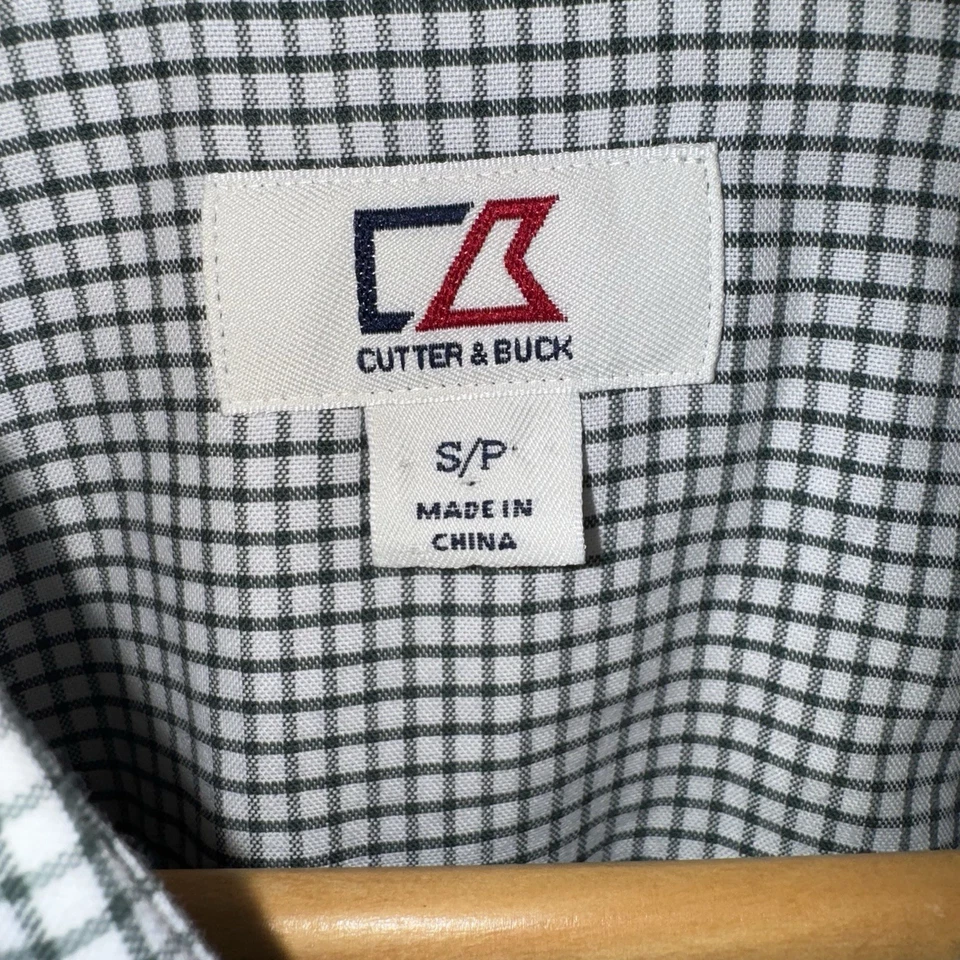 CUTTER & BUCK
S/P
MADE IN
CHINA